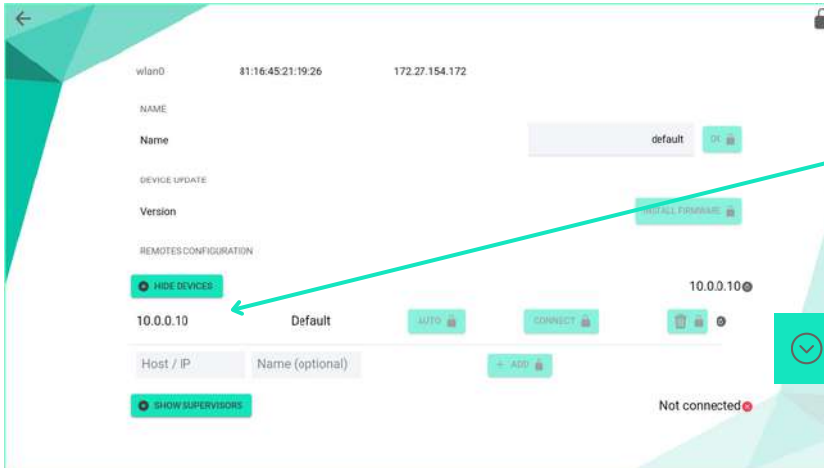 wlan0 81:16:45:21:19:26 172.27.154.172
NAME
Name default OK
DEVICE UPDATE
Version INSTALL FIRMWARE
REMOTES CONFIGURATION
HIDE DEVICES 10.0.0.10
10.0.0.10 Default AUTO CONNECT
Host / IP Name (optional) + ADD
SHOW SUPERVISORS Not connected